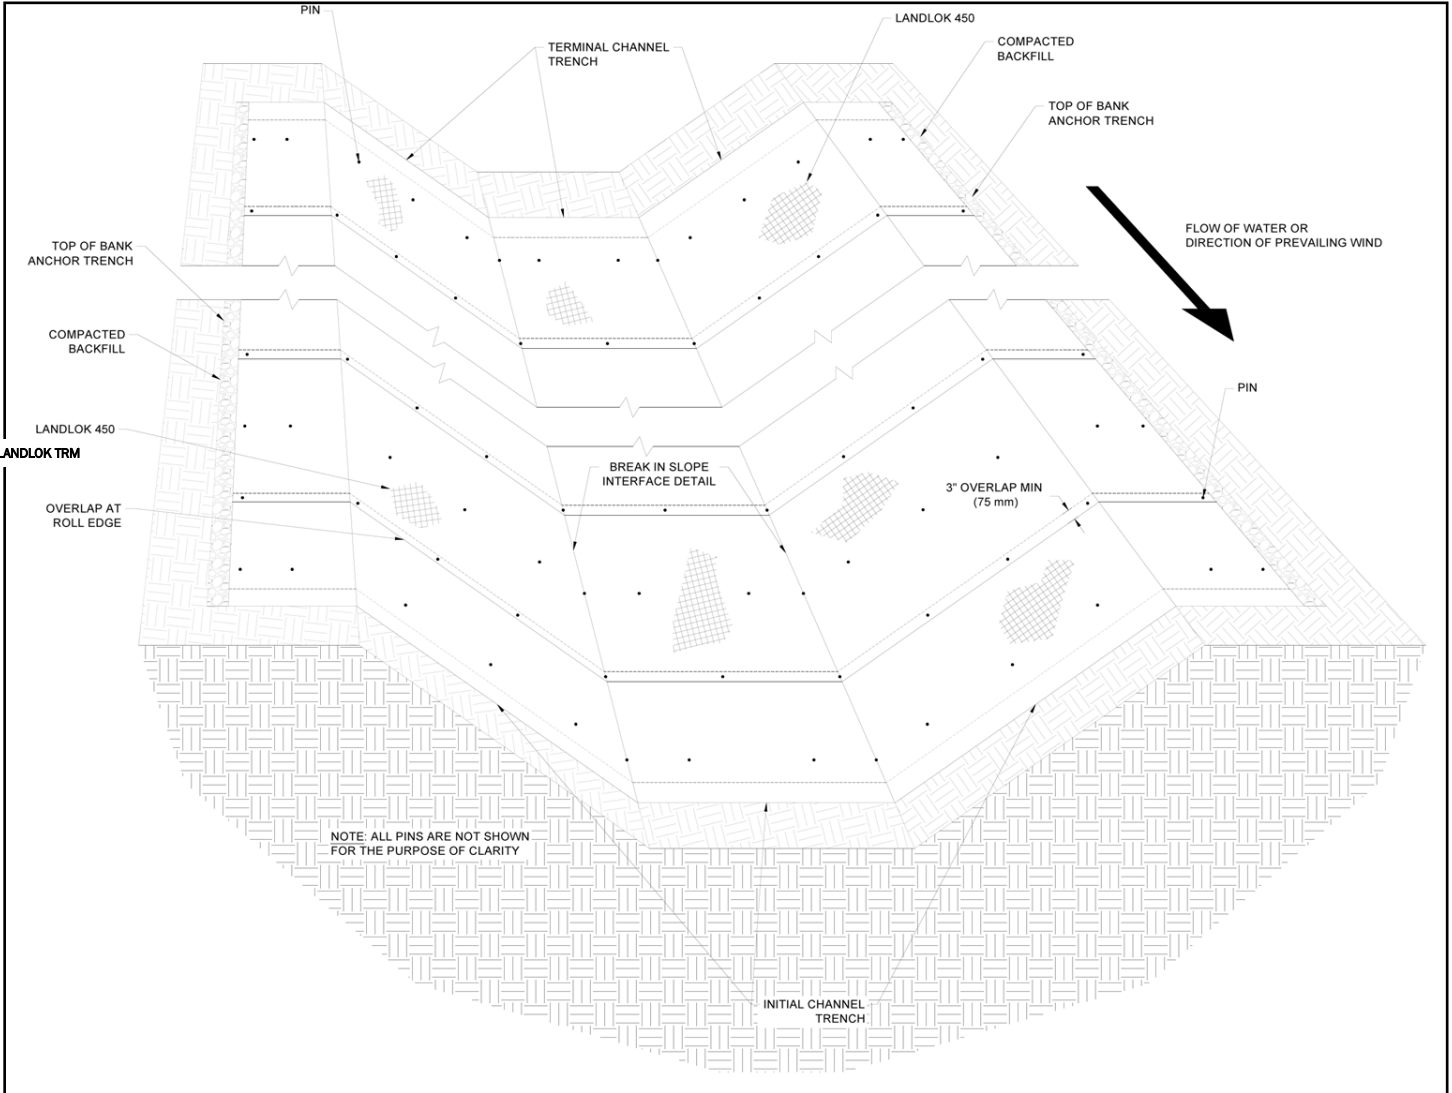 PIN
LANDLOK 450
TERMINAL CHANNEL
TRENCH
COMPACTED
BACKFILL
TOP OF BANK
ANCHOR TRENCH
FLOW OF WATER OR
DIRECTION OF PREVAILING WIND
TOP OF BANK
ANCHOR TRENCH
COMPACTED
BACKFILL
PIN
LANDLOK 450
ANDLOK TRM
BREAK IN SLOPE
INTERFACE DETAIL
3" OVERLAP MIN
(75 mm)
OVERLAP AT
ROLL EDGE
NOTE: ALL PINS ARE NOT SHOWN
FOR THE PURPOSE OF CLARITY
INITIAL CHANNEL
TRENCH